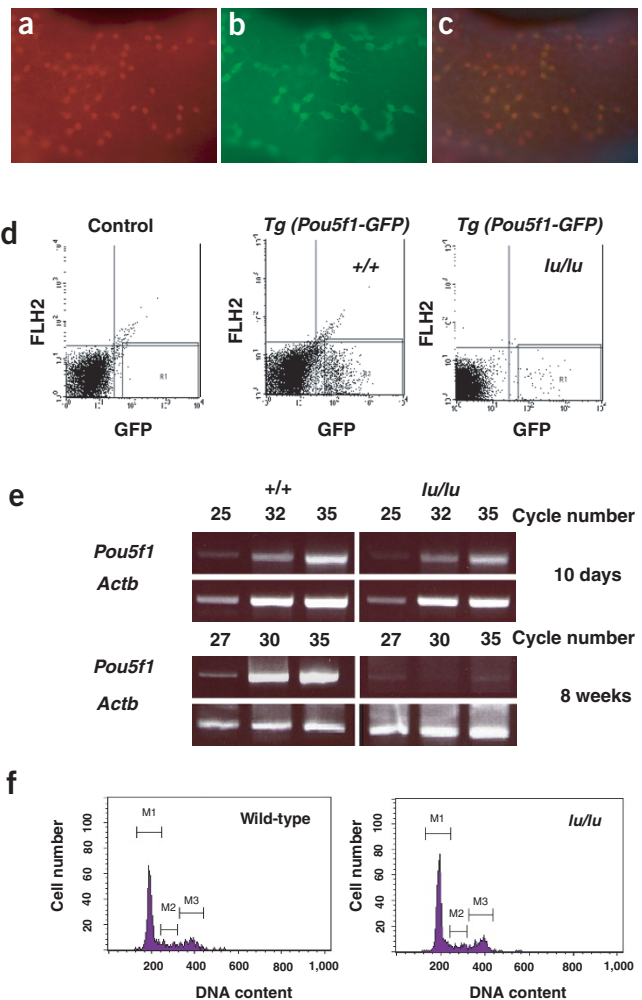 a b c
d
Control Tg (Pou5f1-GFP) Tg (Pou5f1-GFP)
+/+ lu/lu
FLH2 FLH2 FLH2
R1 R1
GFP GFP GFP
e
+/+ lu/lu
25 32 35 25 32 35 Cycle number
Pou5f1
10 days
Actb
27 30 35 27 30 35 Cycle number
Pou5f1
8 weeks
Actb
f
Wild-type lu/lu
M1 M1
M2 M3 M2 M3
Cell number Cell number
100 100
80 80
60 60
40 40
20 20
200 400 600 800 1,000 200 400 600 800 1,000
DNA content DNA content